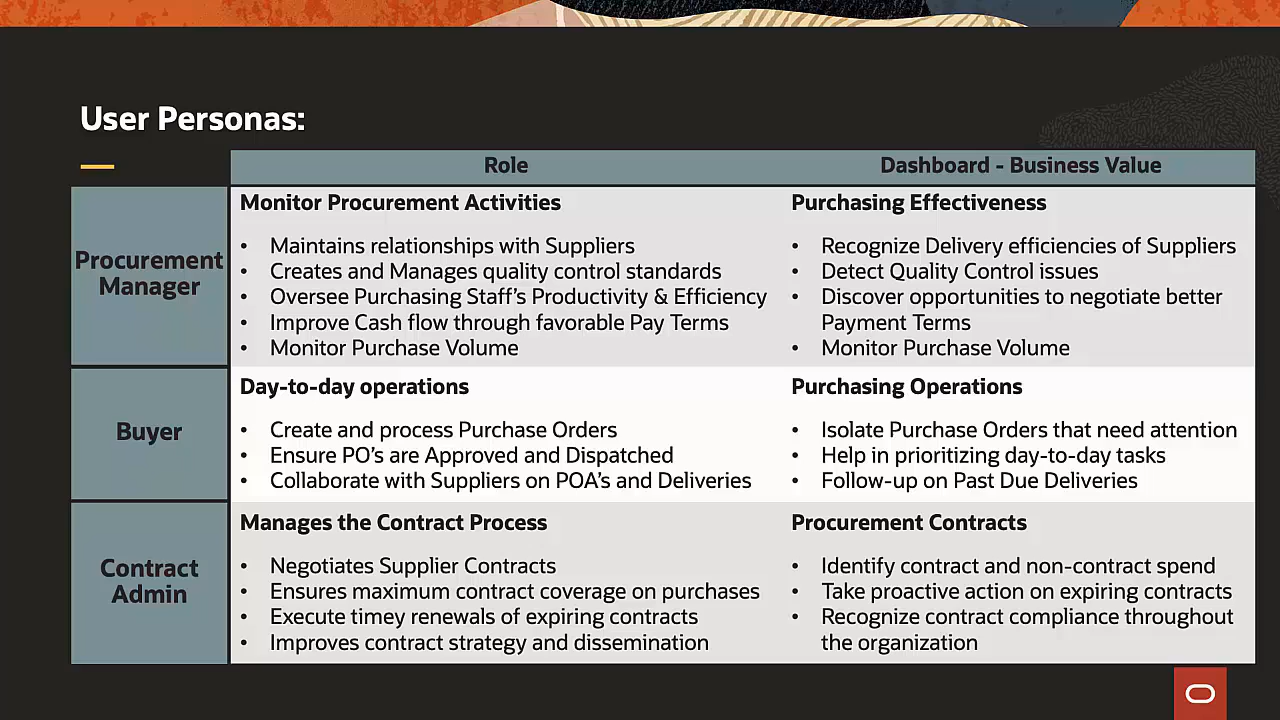 User Personas:
Role
Dashboard - Business Value
Procurement
Manager
Monitor Procurement Activities
• Maintains relationships with Suppliers
• Creates and Manages quality control standards
• Oversee Purchasing Staff's Productivity & Efficiency
• Improve Cash flow through favorable Pay Terms
• Monitor Purchase Volume
Purchasing Effectiveness
• Recognize Delivery efficiencies of Suppliers
• Detect Quality Control issues
• Discover opportunities to negotiate better
Payment Terms
• Monitor Purchase Volume
Buyer
Day-to-day operations
• Create and process Purchase Orders
• Ensure PO's are Approved and Dispatched
• Collaborate with Suppliers on POA's and Deliveries
Purchasing Operations
• Isolate Purchase Orders that need attention
• Help in prioritizing day-to-day tasks
• Follow-up on Past Due Deliveries
Contract
Admin
Manages the Contract Process
• Negotiates Supplier Contracts
• Ensures maximum contract coverage on purchases
• Execute timey renewals of expiring contracts
• Improves contract strategy and dissemination
Procurement Contracts
• Identify contract and non-contract spend
• Take proactive action on expiring contracts
• Recognize contract compliance throughout
the organization